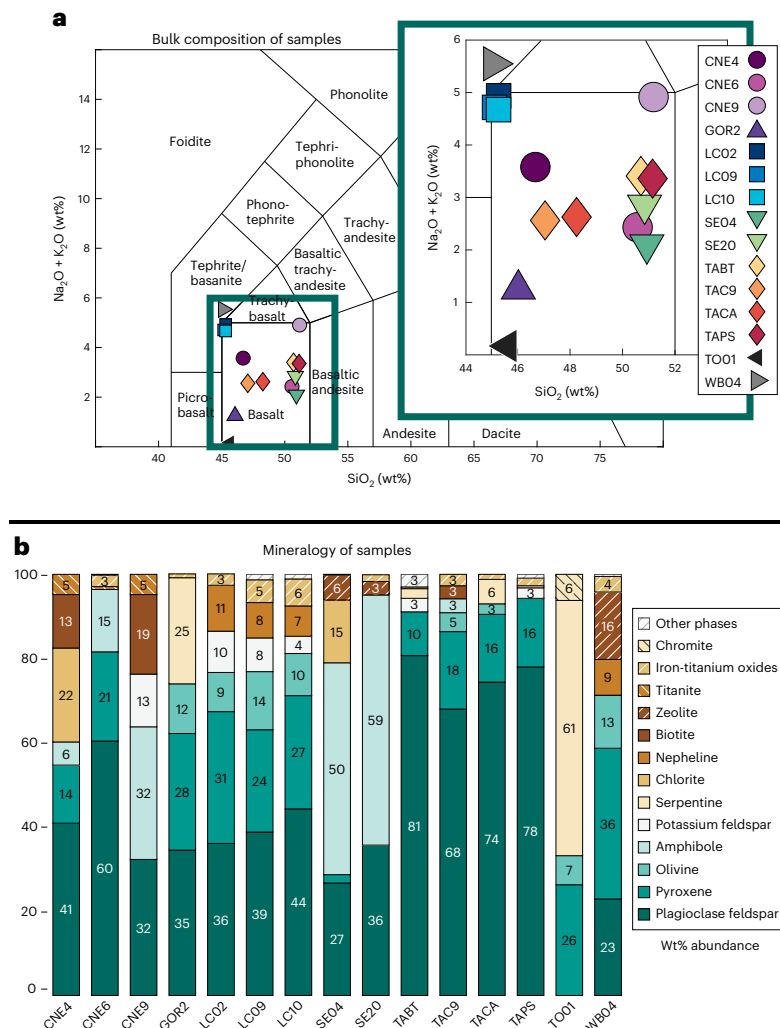 a
Bulk composition of samples
Foidite
Phonolite
Tephri-
phonolite
Phono-
tephrite
Trachy-
andesite
Tephrite/
basanite
Basaltic
trachy-
andesite
Trachy-
basalt
Basaltic
andesite
Picro-
basalt
Basalt
Andesite
Dacite
Na2O + K2O (wt%)
14
12
10
8
6
4
2
40
45
50
55
60
65
70
75
SiO2 (wt%)
Na2O + K2O (wt%)
6
5
4
3
2
1
44
46
48
50
52
SiO2 (wt%)
CNE4
CNE6
CNE9
GOR2
LC02
LC09
LC10
SE04
SE20
TABT
TAC9
TACA
TAPS
TO01
WB04
b
Mineralogy of samples
100
80
60
40
20
0
5
13
22
6
14
41
3
15
21
60
5
19
13
32
32
25
12
28
35
3
11
10
9
31
36
5
8
8
14
24
39
6
7
4
10
27
44
6
15
50
27
3
59
36
3
3
10
81
3
3
3
5
18
68
6
3
16
74
3
16
78
6
61
7
26
4
16
9
13
36
23
CNE4
CNE6
CNE9
GOR2
LC02
LC09
LC10
SE04
SE20
TABT
TAC9
TACA
TAPS
TO01
WB04
Other phases
Chromite
Iron-titanium oxides
Titanite
Zeolite
Biotite
Nepheline
Chlorite
Serpentine
Potassium feldspar
Amphibole
Olivine
Pyroxene
Plagioclase feldspar
Wt% abundance